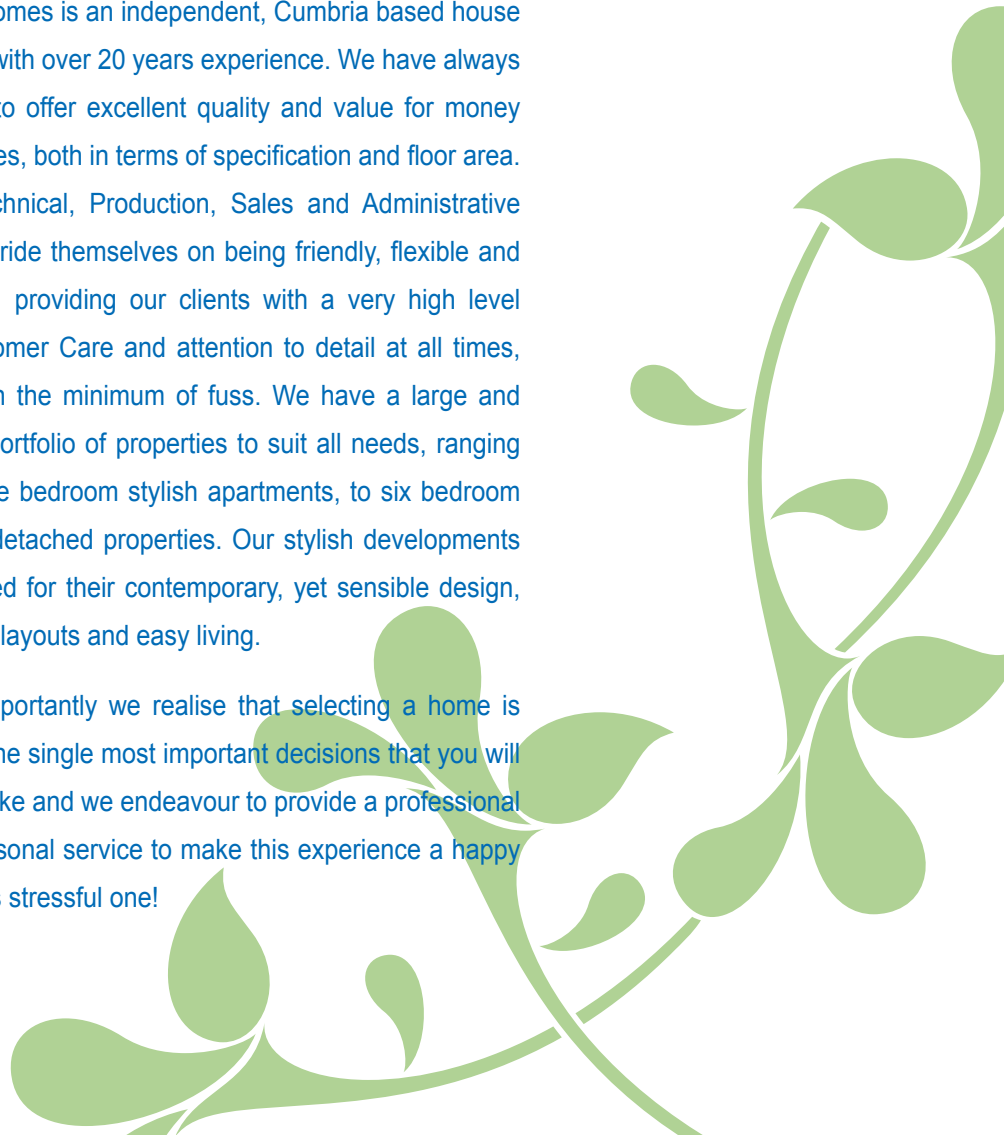 omes is an independent, Cumbria based house
with over 20 years experience. We have always
to offer excellent quality and value for money
es, both in terms of specification and floor area.
chnical, Production, Sales and Administrative
ride themselves on being friendly, flexible and
providing our clients with a very high level
omer Care and attention to detail at all times,
n the minimum of fuss. We have a large and
ortfolio of properties to suit all needs, ranging
e bedroom stylish apartments, to six bedroom
detached properties. Our stylish developments
ed for their contemporary, yet sensible design,
layouts and easy living.
portantly we realise that selecting a home is
he single most important decisions that you will
ke and we endeavour to provide a professional
sonal service to make this experience a happy
s stressful one!